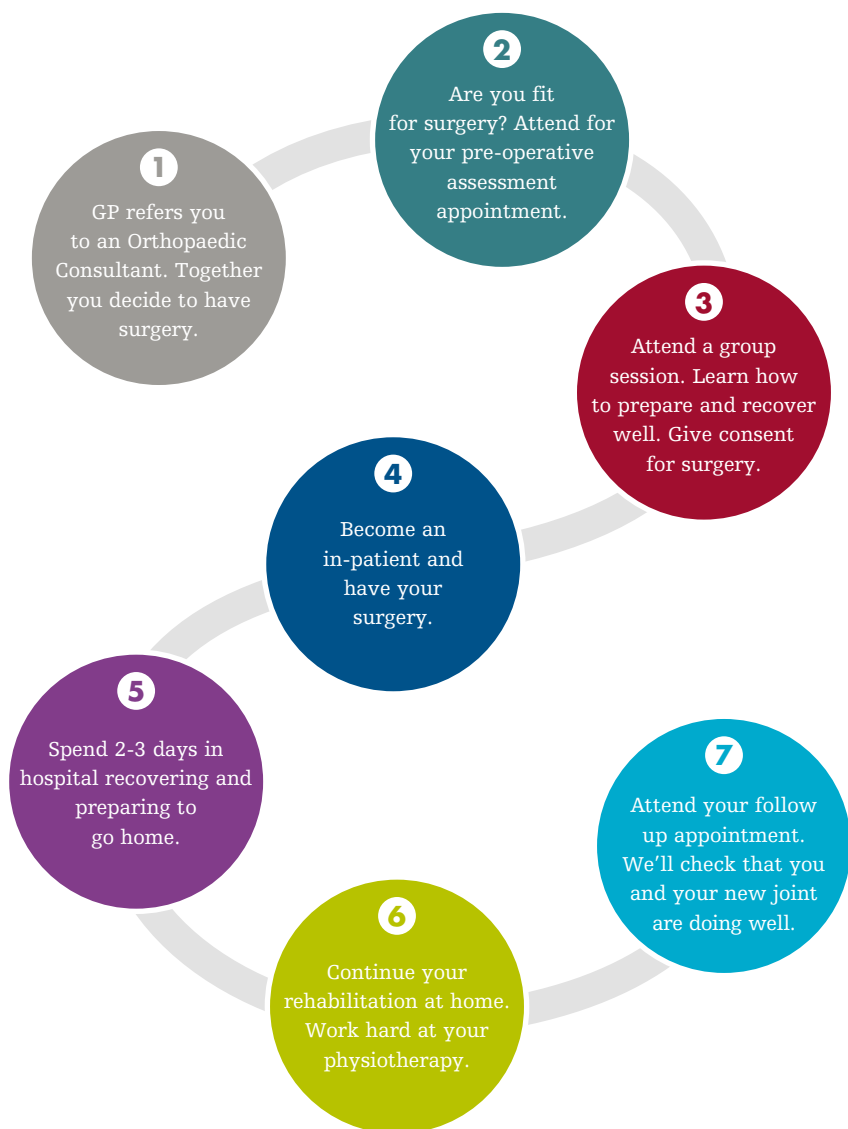 1
GP refers you
to an Orthopaedic
Consultant. Together
you decide to have
surgery.
2
Are you fit
for surgery? Attend for
your pre-operative
assessment
appointment.
3
Attend a group
session. Learn how
to prepare and recover
well. Give consent
for surgery.
4
Become an
in-patient and
have your
surgery.
5
Spend 2-3 days in
hospital recovering and
preparing to
go home.
6
Continue your
rehabilitation at home.
Work hard at your
physiotherapy.
7
Attend your follow
up appointment.
We’ll check that you
and your new joint
are doing well.